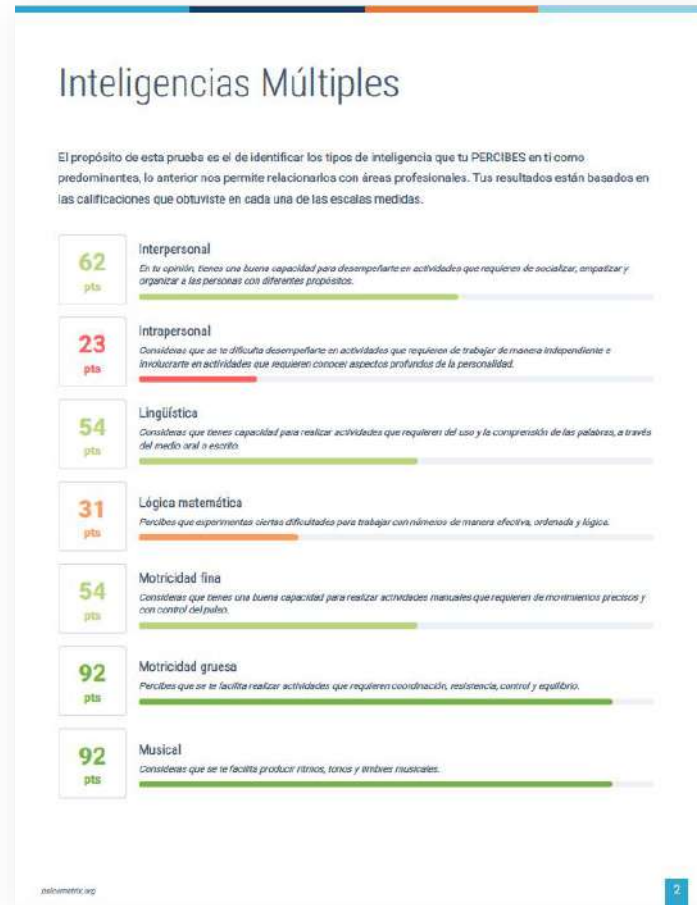 Inteligencias Múltiples
El propósito de esta prueba es el de identificar los tipos de inteligencia que tu PERCIBES en ti como
predominantes, lo anterior nos permite relacionarlos con áreas profesionales. Tus resultados están basados en
las calificaciones que obtuviste en cada una de las escalas medidas.
62
pts
Interpersonal
En tu opinión, tienes una buena capacidad para desempeñarte en actividades que requieren de socializar, empatizar y
organizar a las personas con diferentes propósitos.
23
pts
Intrapersonal
Consideras que se te dificulta desempeñarte en actividades que requieren de trabajar de manera independiente e
involucrarte en actividades que requieren conocer aspectos profundos de la personalidad.
54
pts
Lingüística
Consideras que tienes capacidad para realizar actividades que requieren del uso y la comprensión de las palabras, a través
del medio oral o escrito.
31
pts
Lógica matemática
Percibes que experimentas ciertas dificultades para trabajar con números de manera efectiva, ordenada y lógica.
54
pts
Motricidad fina
Consideras que tienes una buena capacidad para realizar actividades manuales que requieren de movimientos precisos y
con control del pulso.
92
pts
Motricidad gruesa
Percibes que se te facilita realizar actividades que requieren coordinación, resistencia, control y equilibrio.
92
pts
Musical
Consideras que se te facilita producir ritmos, tonos y timbres musicales.
2